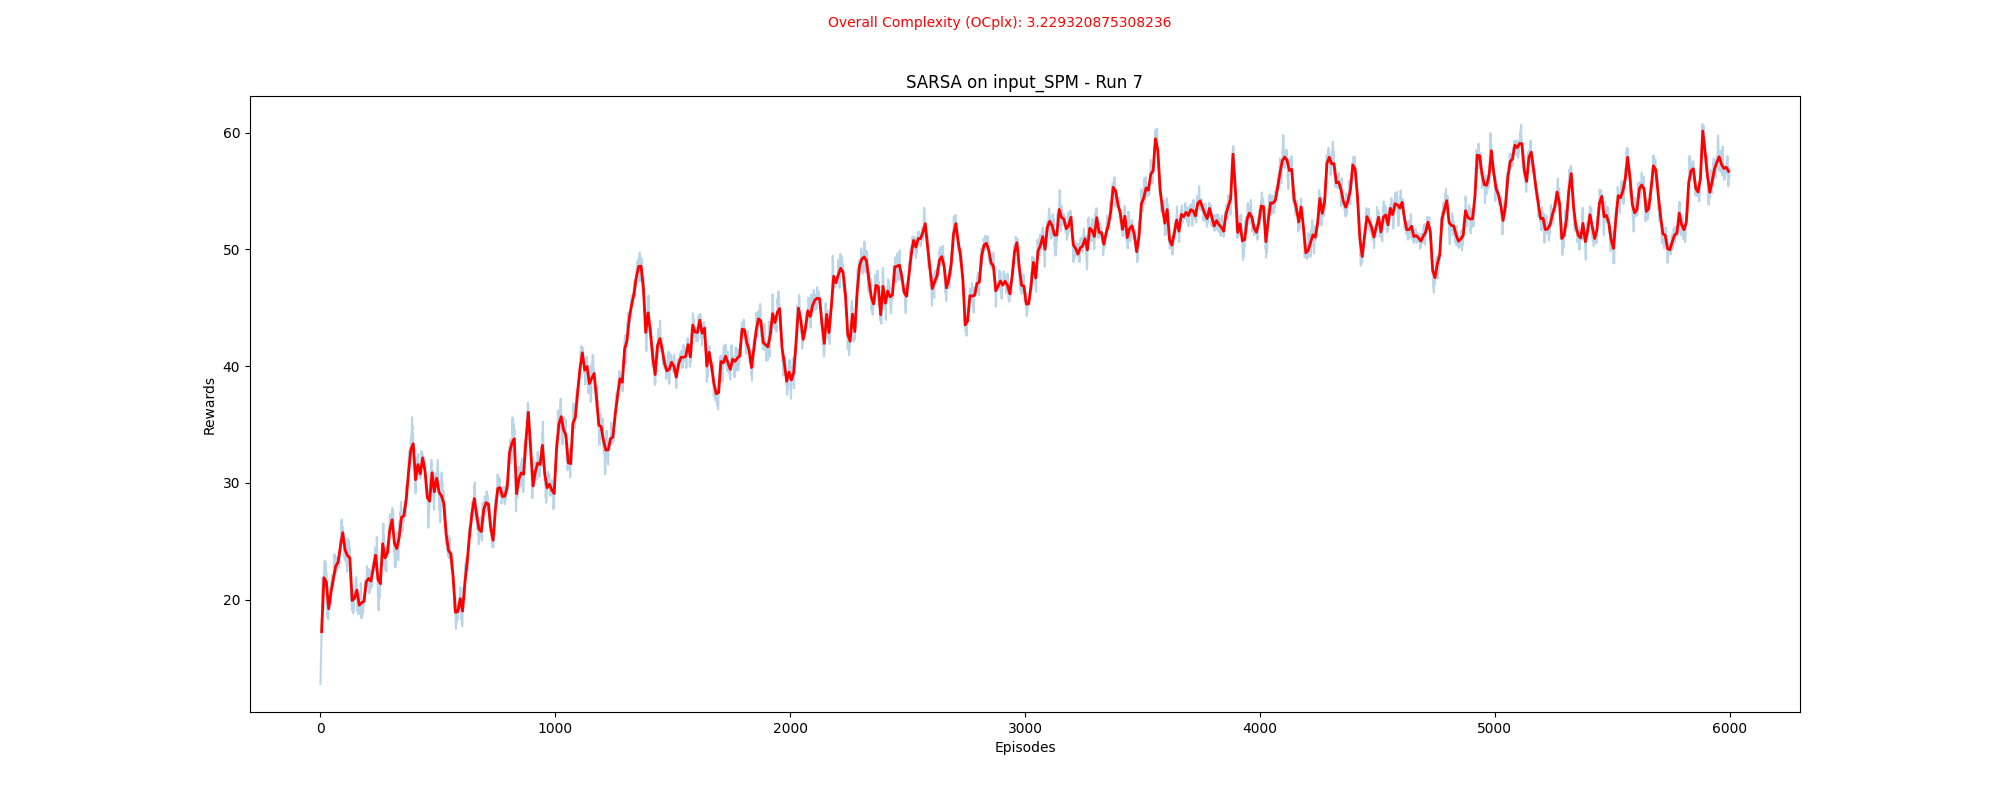 Overall Complexity (OCplx): 3.229320875308236
SARSA on input_SPM - Run 7
60
50
40
30
20
Rewards
0 1000 2000 3000 4000 5000 6000
Episodes